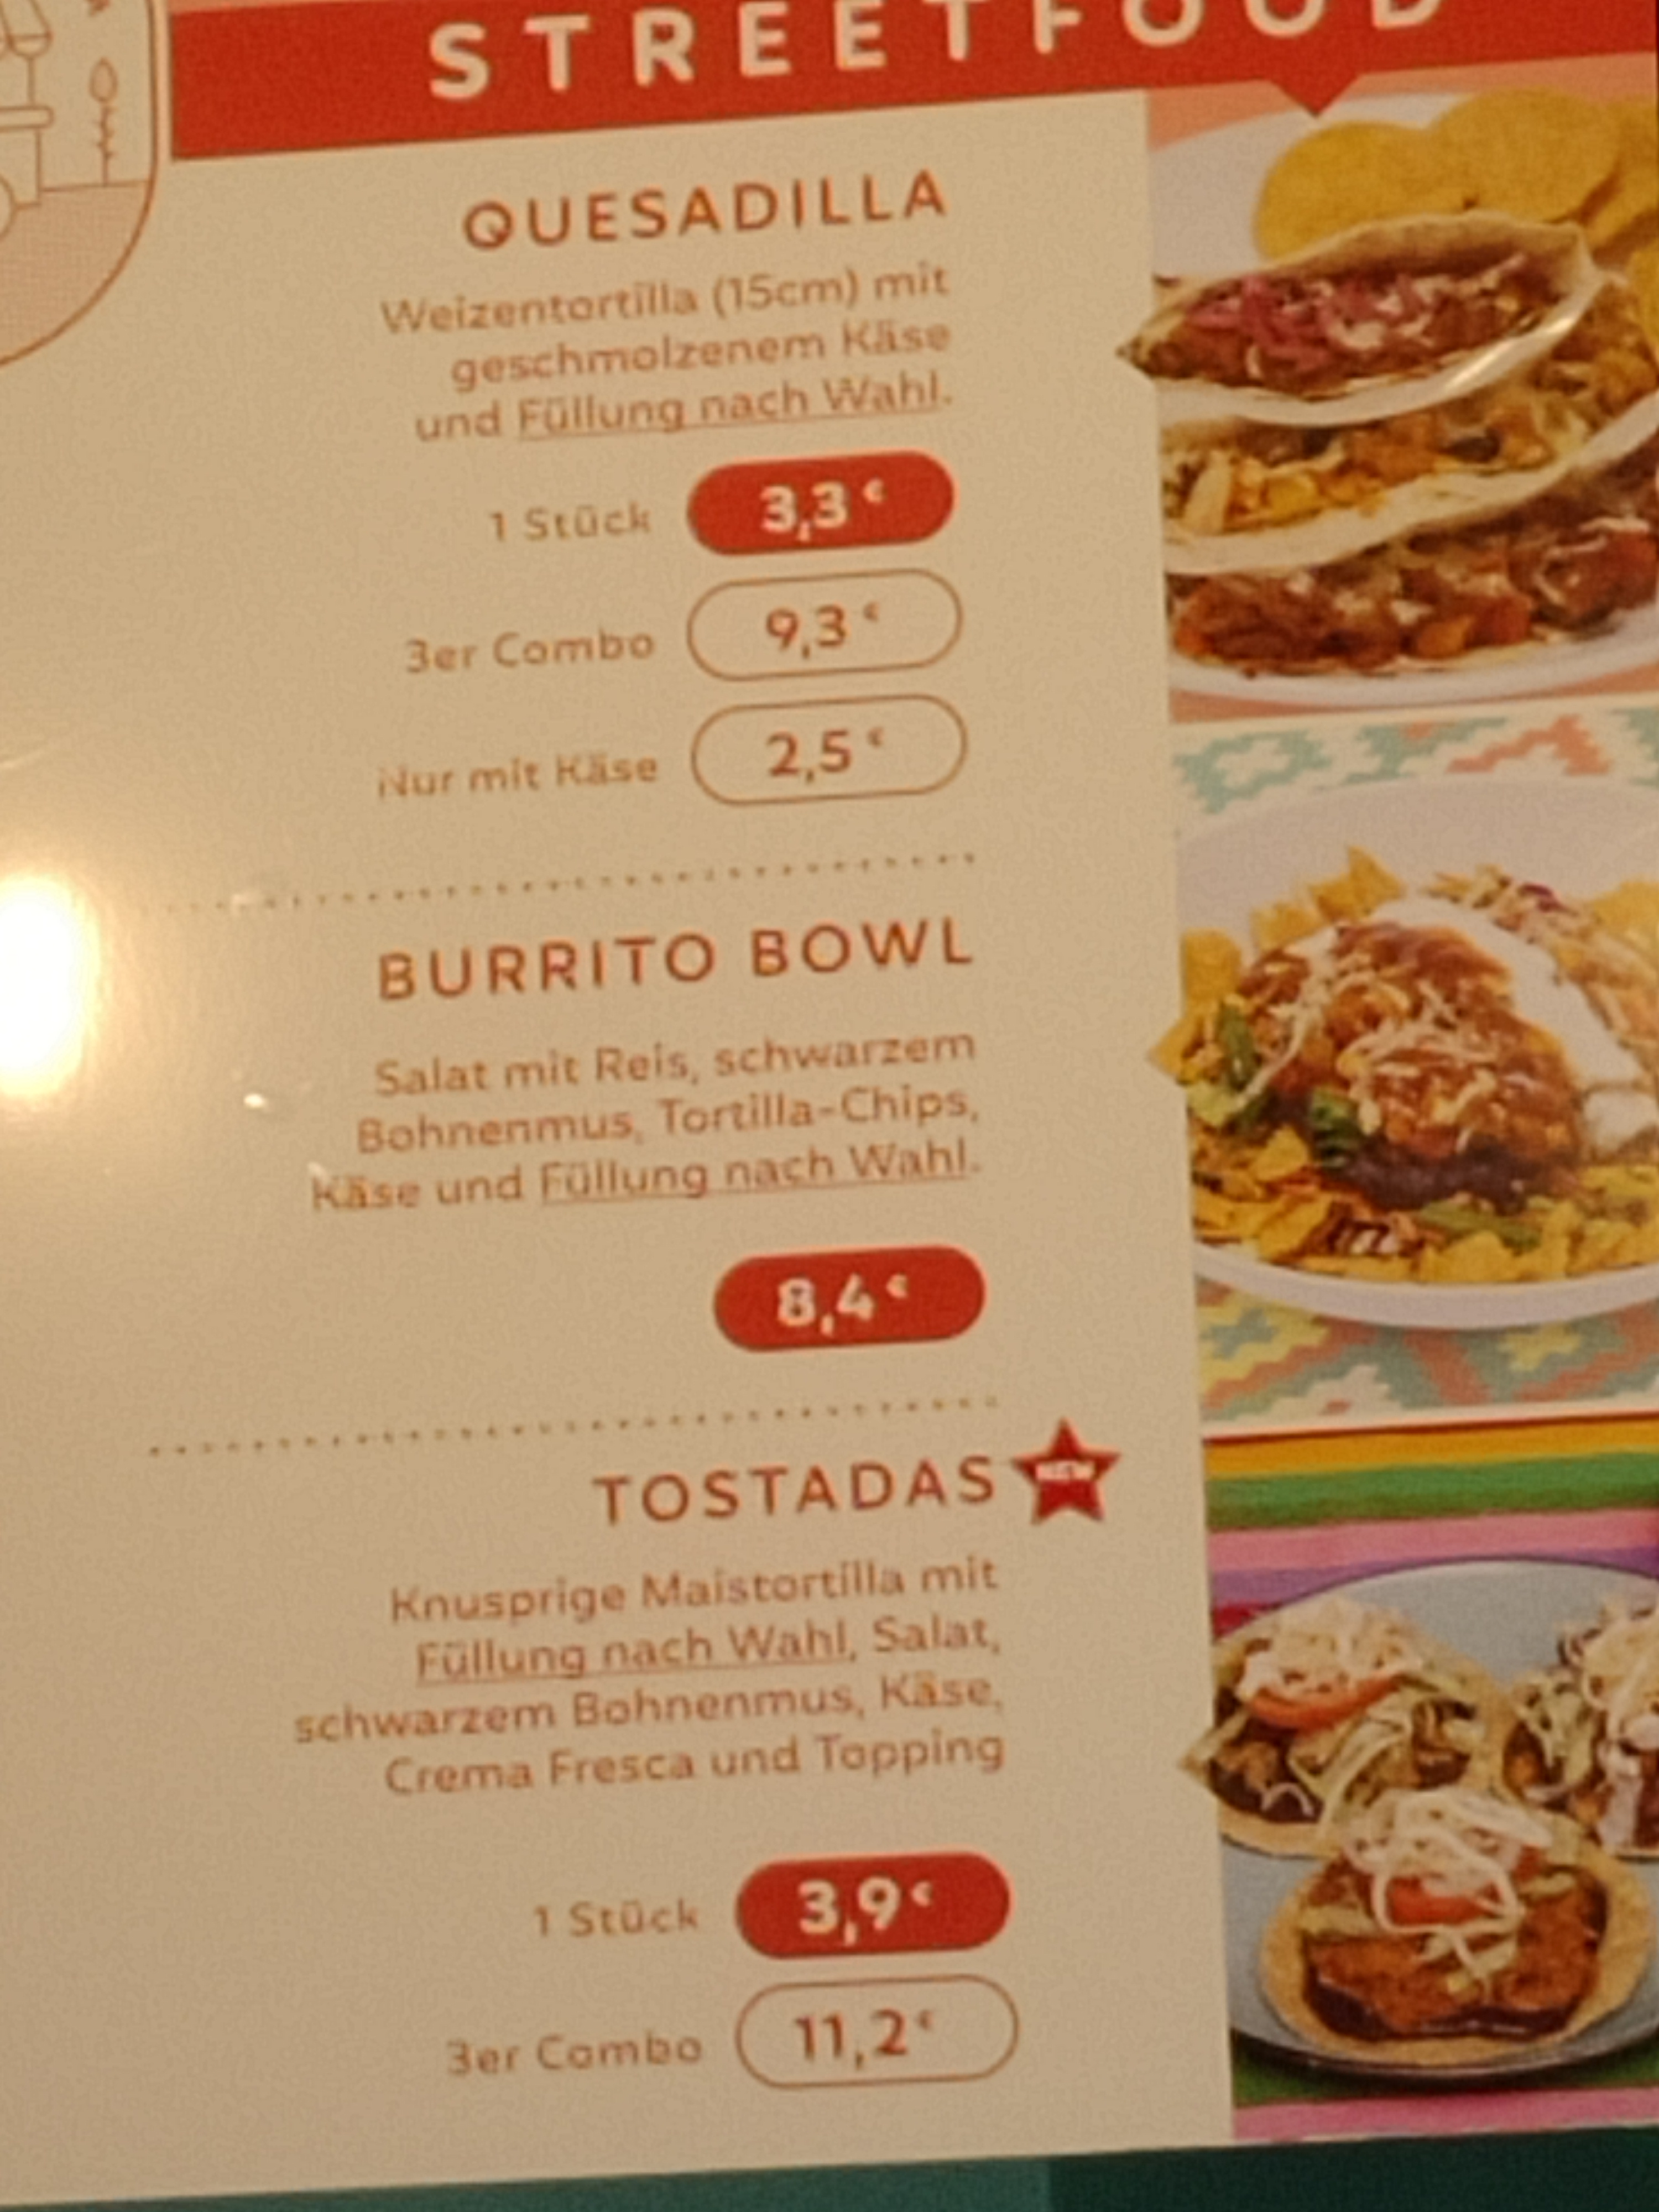 STREETFOOD
QUESADILLA
Weizentortilla (15cm) mit
geschmolzenem Käse
und Füllung nach Wahl.
1 Stück 3,3 €
3er Combo 9,3 €
Nur mit Käse 2,5 €
BURRITO BOWL
Salat mit Reis, schwarzem
Bohnenmus, Tortilla-Chips,
Käse und Füllung nach Wahl.
8,4 €
TOSTADAS NEW
Knusprige Maistortilla mit
Füllung nach Wahl, Salat,
schwarzem Bohnenmus, Käse,
Crema Fresca und Topping
1 Stück 3,9 €
3er Combo 11,2 €